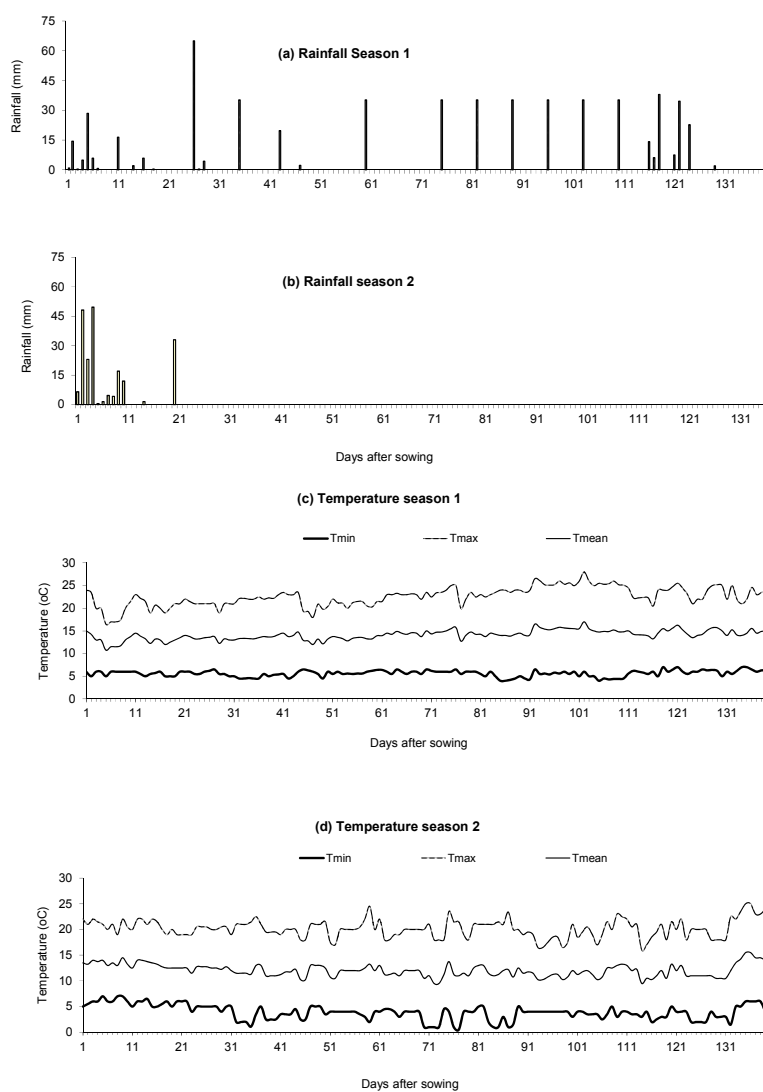 (a) Rainfall Season 1
Rainfall (mm)
75
60
45
30
15
0
1 11 21 31 41 51 61 71 81 91 101 111 121 131
(b) Rainfall season 2
Rainfall (mm)
75
60
45
30
15
0
1 11 21 31 41 51 61 71 81 91 101 111 121 131
Days after sowing
(c) Temperature season 1
Tmin Tmax Tmean
Temperature (oC)
30
25
20
15
10
5
0
1 11 21 31 41 51 61 71 81 91 101 111 121 131
Days after sowing
(d) Temperature season 2
Tmin Tmax Tmean
Temperature (oC)
30
25
20
15
10
5
0
1 11 21 31 41 51 61 71 81 91 101 111 121 131
Days after sowing